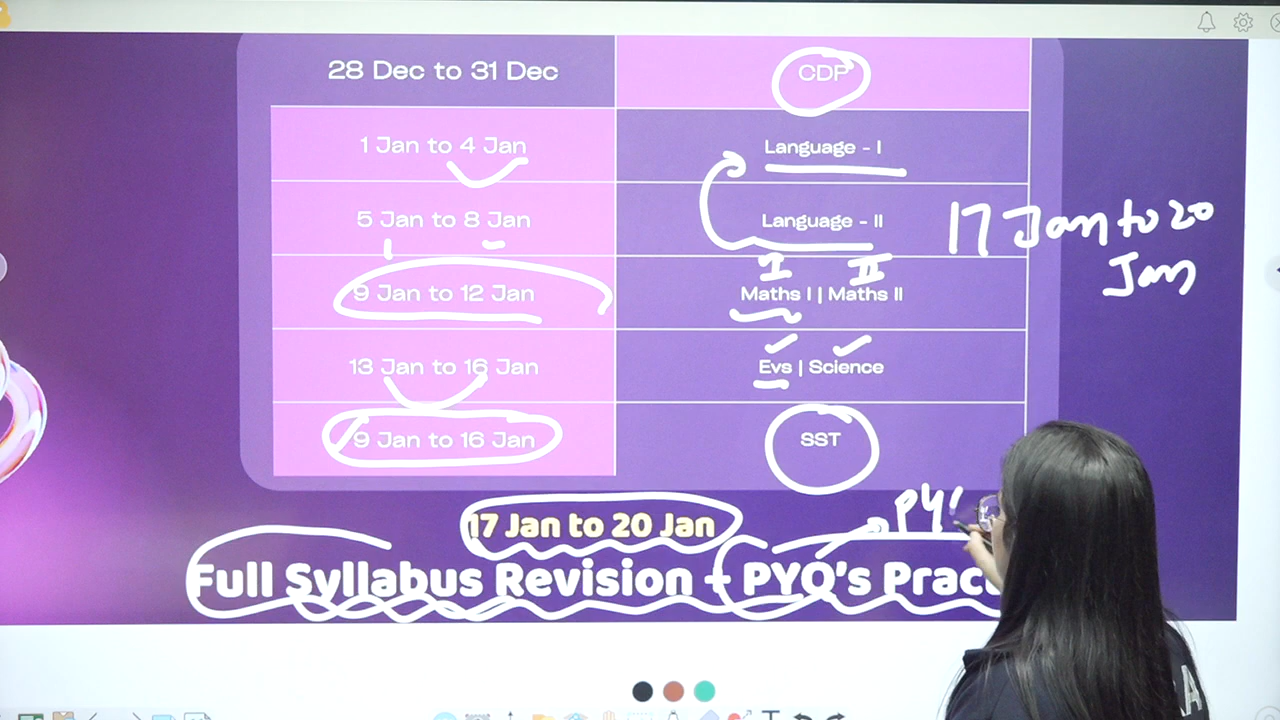 28 Dec to 31 Dec CDP
1 Jan to 4 Jan Language - I
5 Jan to 8 Jan Language - II
17 Jan to 20
Jan
I II
9 Jan to 12 Jan Maths I | Maths II
13 Jan to 16 Jan Evs | Science
9 Jan to 16 Jan SST
PY
17 Jan to 20 Jan
Full Syllabus Revision + PYQ's Prac